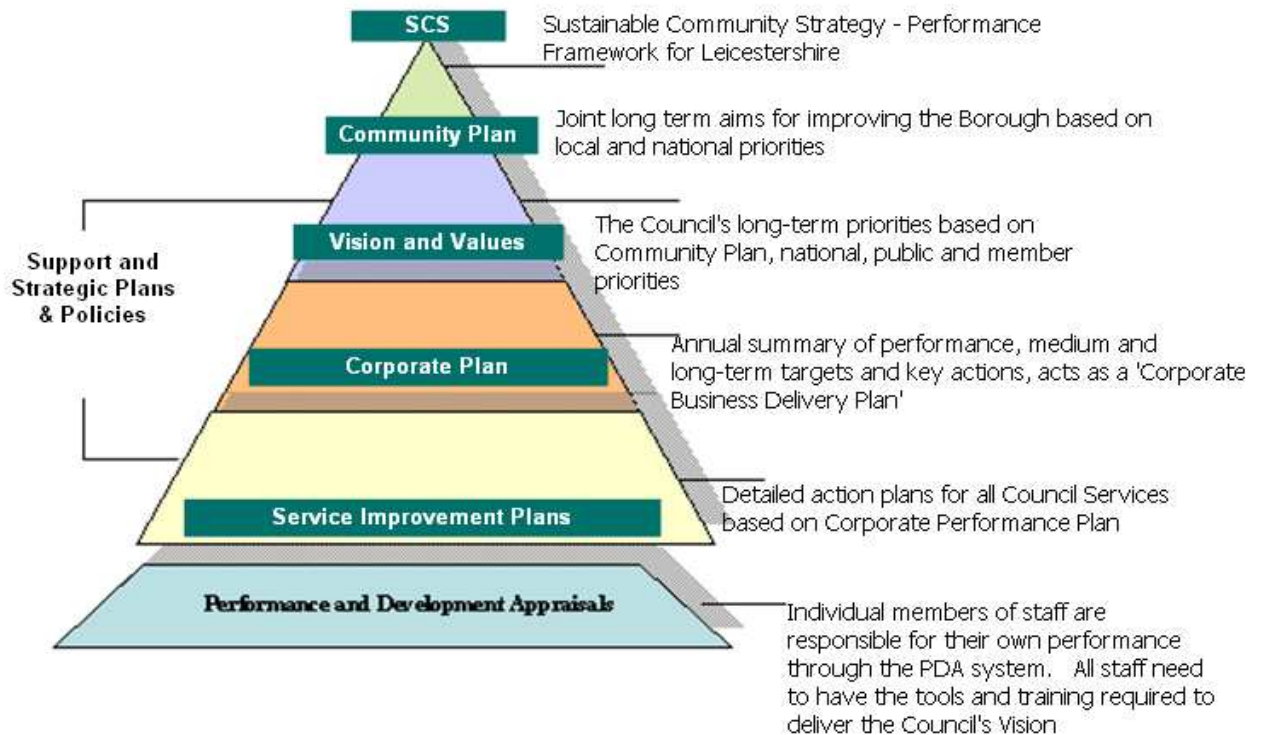 SCS
Sustainable Community Strategy - Performance
Framework for Leicestershire
Community Plan
Joint long term aims for improving the Borough based on
local and national priorities
Support and
Strategic Plans
& Policies
Vision and Values
The Council's long-term priorities based on
Community Plan, national, public and member
priorities
Corporate Plan
Annual summary of performance, medium and
long-term targets and key actions, acts as a 'Corporate
Business Delivery Plan'
Service Improvement Plans
Detailed action plans for all Council Services
based on Corporate Performance Plan
Performance and Development Appraisals
Individual members of staff are
responsible for their own performance
through the PDA system. All staff need
to have the tools and training required to
deliver the Council's Vision